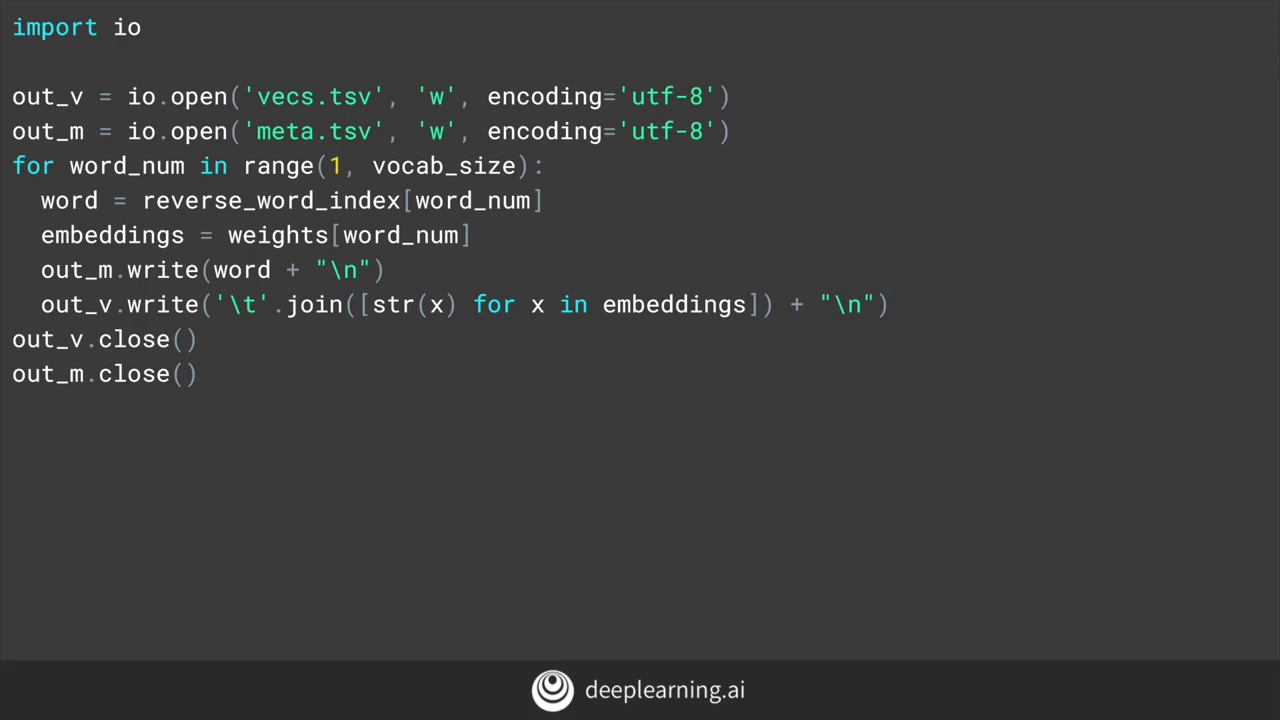 import io
out_v = io.open('vecs.tsv', 'w', encoding='utf-8')
out_m = io.open('meta.tsv', 'w', encoding='utf-8')
for word_num in range(1, vocab_size):
  word = reverse_word_index[word_num]
  embeddings = weights[word_num]
  out_m.write(word + "\n")
  out_v.write('\t'.join([str(x) for x in embeddings]) + "\n")
out_v.close()
out_m.close()
deeplearning.ai